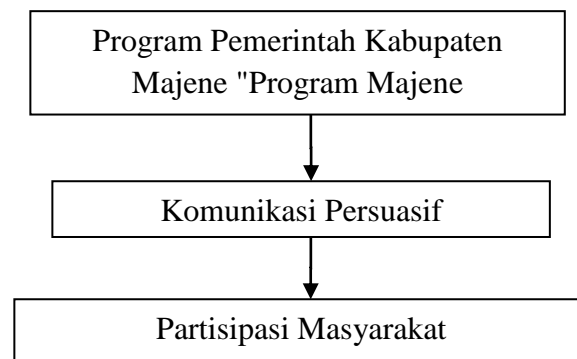 Program Pemerintah Kabupaten
Majene "Program Majene
Komunikasi Persuasif
Partisipasi Masyarakat